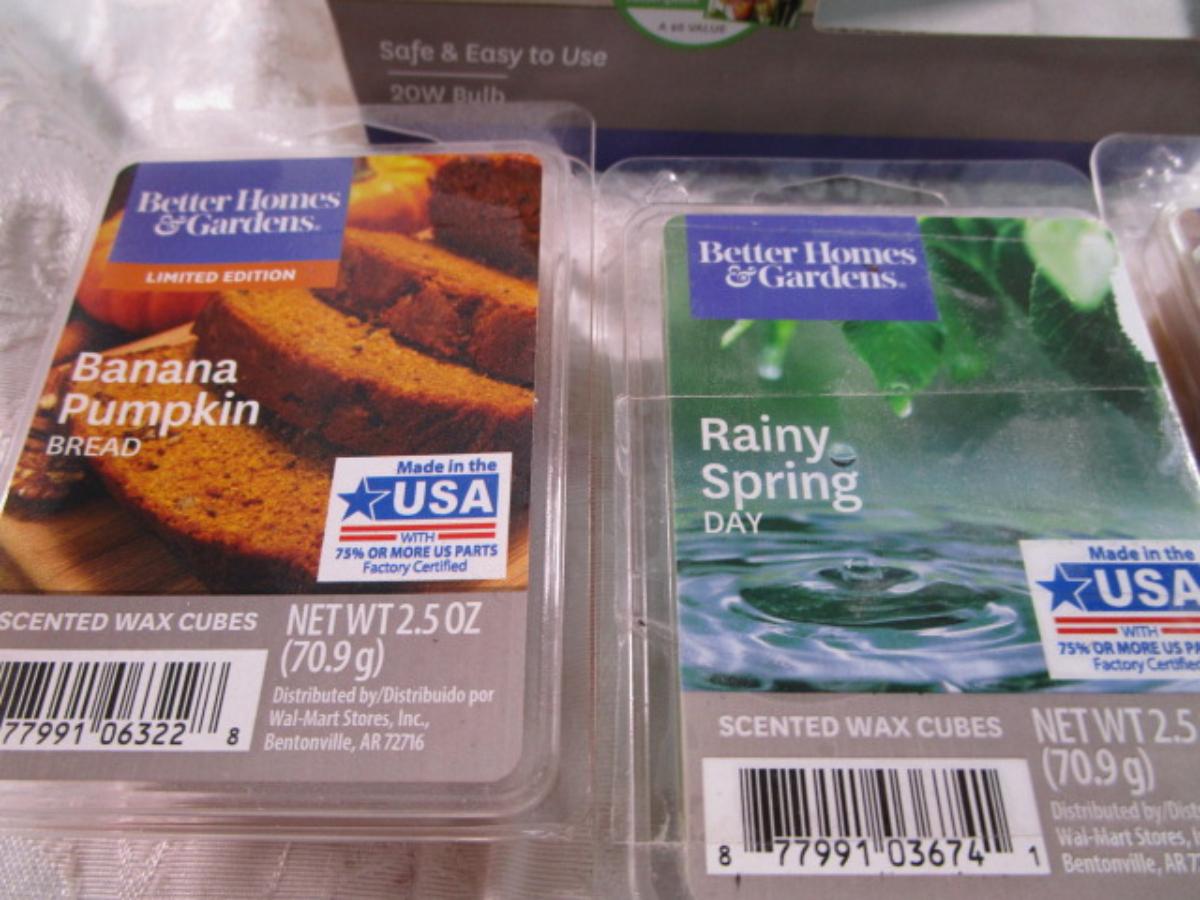 A $6 VALUE
Safe & Easy to Use
20W Bulb
Better Homes
& Gardens.
LIMITED EDITION
Banana
Pumpkin
BREAD
Made in the
USA
WITH
75% OR MORE US PARTS
Factory Certified
SCENTED WAX CUBES
NET WT 2.5 OZ
(70.9 g)
77991 06322 8
Distributed by/Distribuido por
Wal-Mart Stores, Inc.,
Bentonville, AR 72716
Better Homes
& Gardens.
Rainy
Spring
DAY
Made in the
USA
WITH
75% OR MORE US PA
Factory Certified
SCENTED WAX CUBES
NET WT 2.5
(70.9 g)
8 77991 03674 1
Distributed by/Dist
Wal-Mart Stores, I
Bentonville, AR 7